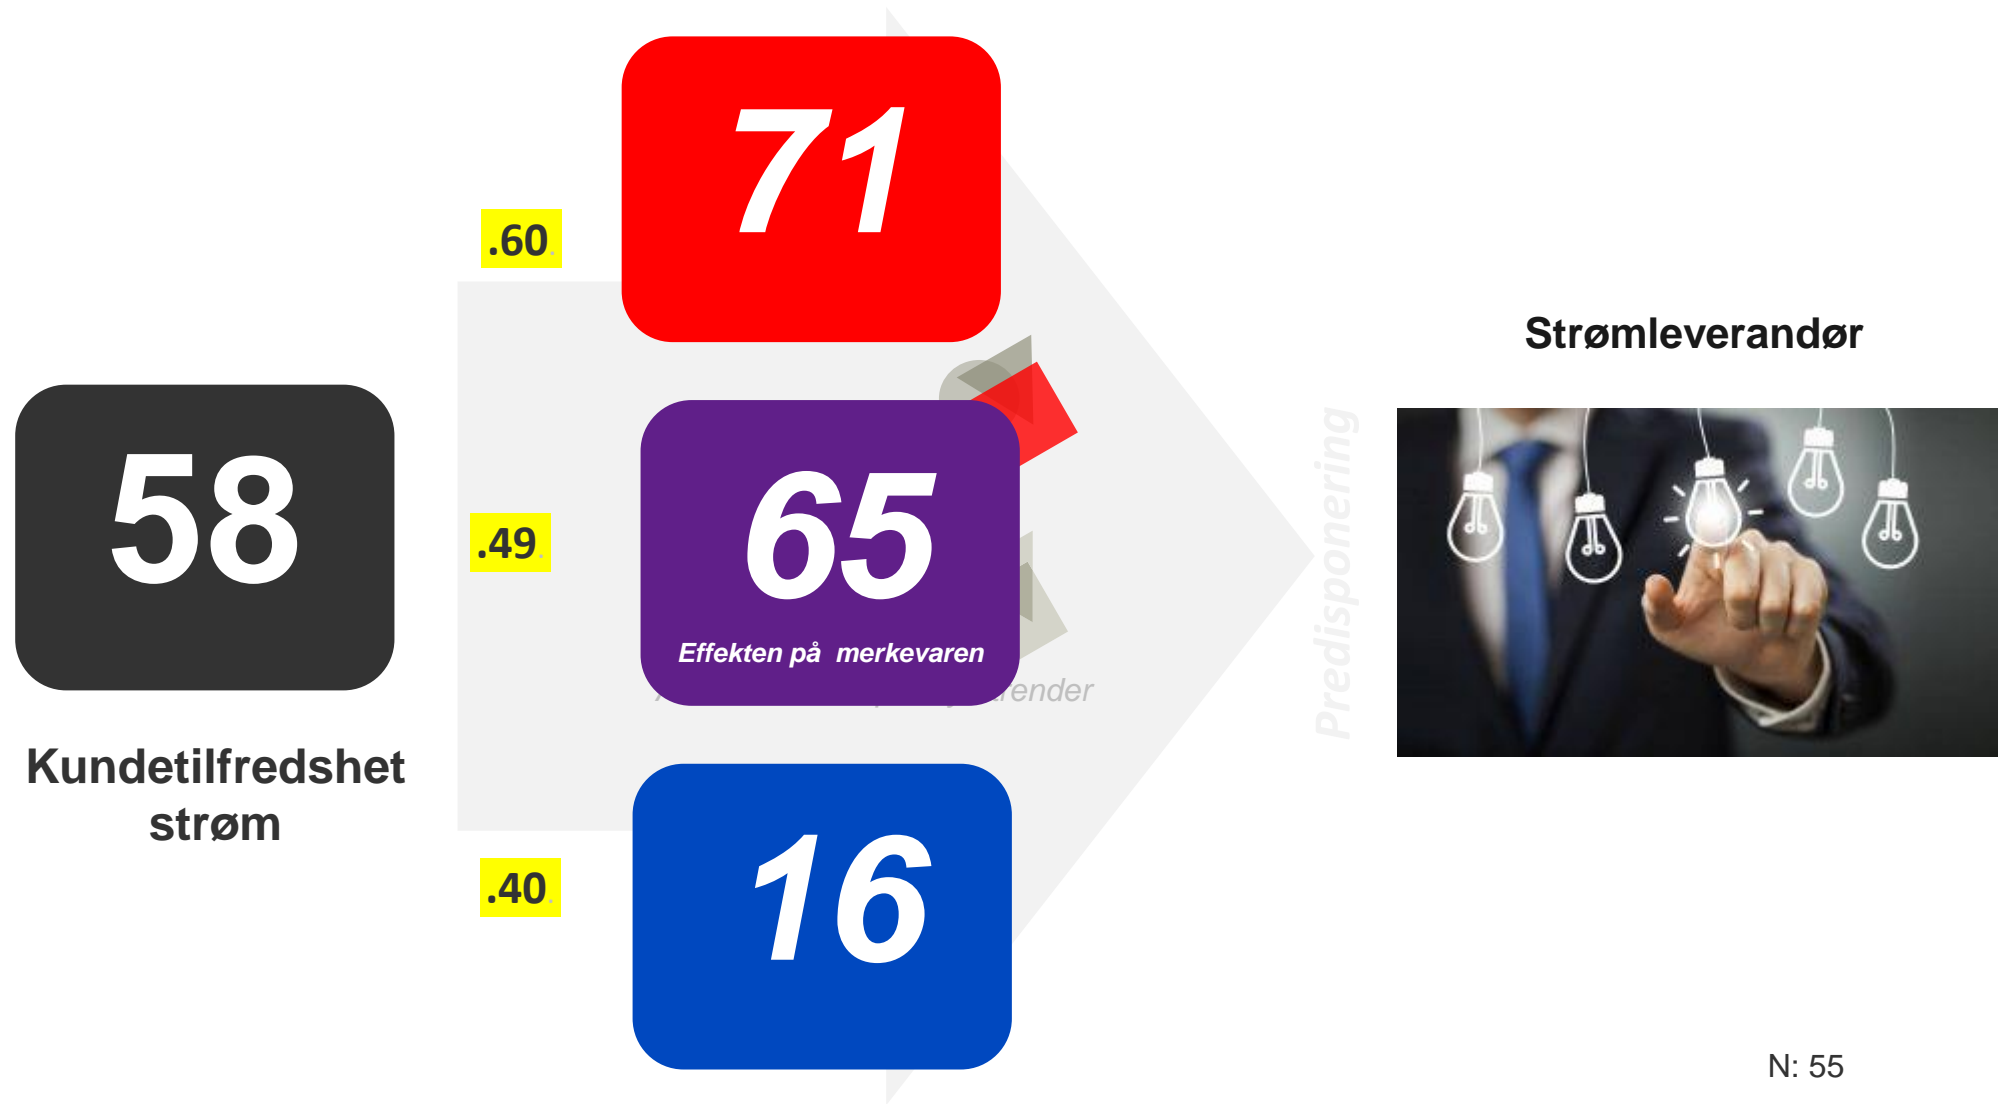 71
.60.
Strømleverandør
58
.49.
65
Effekten på merkevaren
Predisponering
Kundetilfredshet
strøm
.40.
16
N: 55